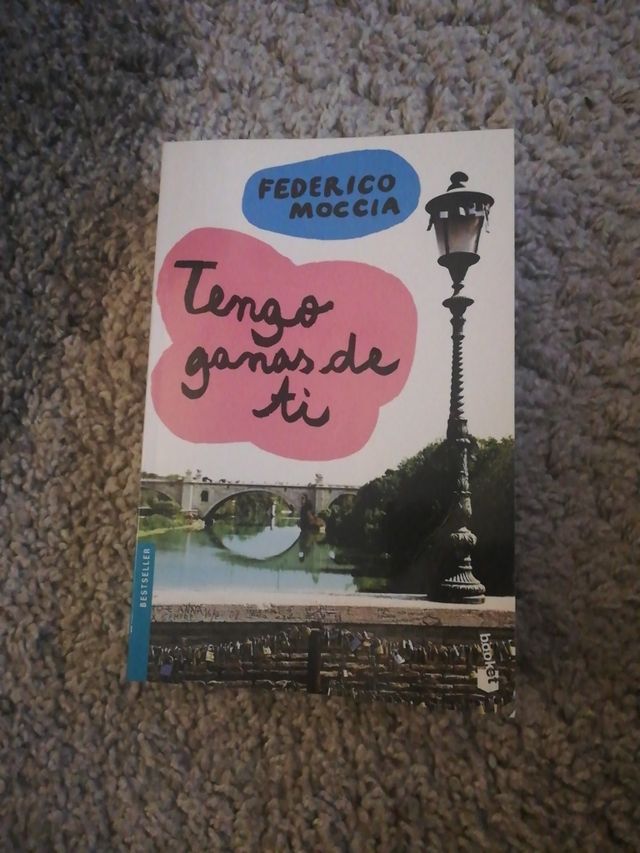 FEDERICO
MOCCIA
Tengo
ganas de
ti
BESTSELLER
booket